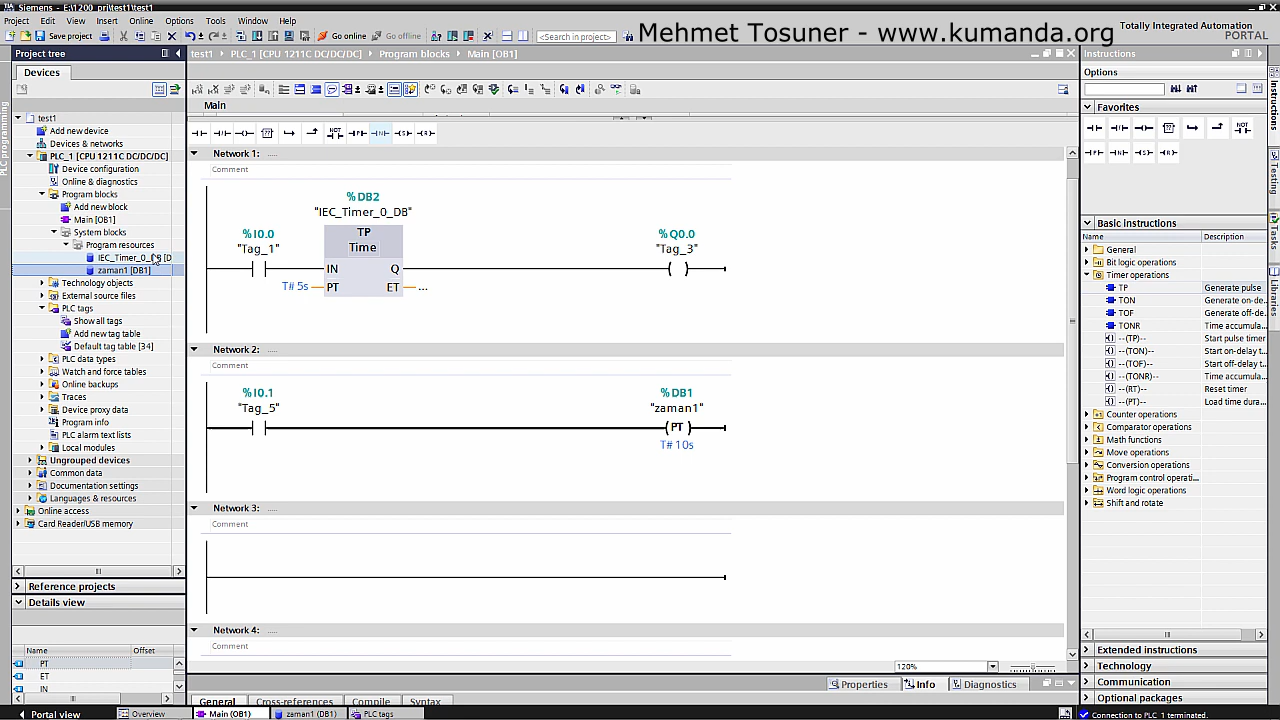 Siemens - E:\1200_prj\test1\test1
Project Edit View Insert Online Options Tools Window Help
Mehmet Tosuner - www.kumanda.org
Totally Integrated Automation
PORTAL
Save project
Go online
Go offline
<Search in project>
Project tree
test1 PLC_1 [CPU 1211C DC/DC/DC] Program blocks Main [OB1]
Instructions
Devices
Options
Main
Favorites
PLC programming
test1
Add new device
Devices & networks
PLC_1 [CPU 1211C DC/DC/DC]
Device configuration
Online & diagnostics
Program blocks
Add new block
Main [OB1]
System blocks
Program resources
zaman1 [DB1]
Technology objects
External source files
PLC tags
Show all tags
Add new tag table
Default tag table [34]
PLC data types
Watch and force tables
Online backups
Traces
Device proxy data
Program info
PLC alarm text lists
Local modules
Ungrouped devices
Common data
Documentation settings
Languages & resources
Online access
Card Reader/USB memory
Reference projects
Details view
Name Offset
PT
ET
IN
Network 1: .....
Comment
%DB2
"IEC_Timer_0_DB"
TP
Time
%I0.0
"Tag_1"
IN Q
T# 5s PT ET ...
%Q0.0
"Tag_3"
Network 2: .....
Comment
%I0.1
"Tag_5"
%DB1
"zaman1"
PT
T# 10s
Network 3: .....
Comment
Network 4: .....
Comment
120%
Properties Info Diagnostics
General Cross-references Compile Syntax
Basic instructions
Name Description
General
Bit logic operations
Timer operations
TP Generate pulse
TON Generate on-de...
TOF Generate off-de...
TONR Time accumula...
--(TP)-- Start pulse timer
--(TON)-- Start on-delay t...
--(TOF)-- Start off-delay t...
--(TONR)-- Time accumula...
--(RT)-- Reset timer
--(PT)-- Load time dura...
Counter operations
Comparator operations
Math functions
Move operations
Conversion operations
Program control operati...
Word logic operations
Shift and rotate
Extended instructions
Technology
Communication
Optional packages
Instructions
Testing
Tasks
Libraries
Portal view Overview Main (OB1) zaman1 (DB1) PLC tags
Connection to PLC_1 terminated.